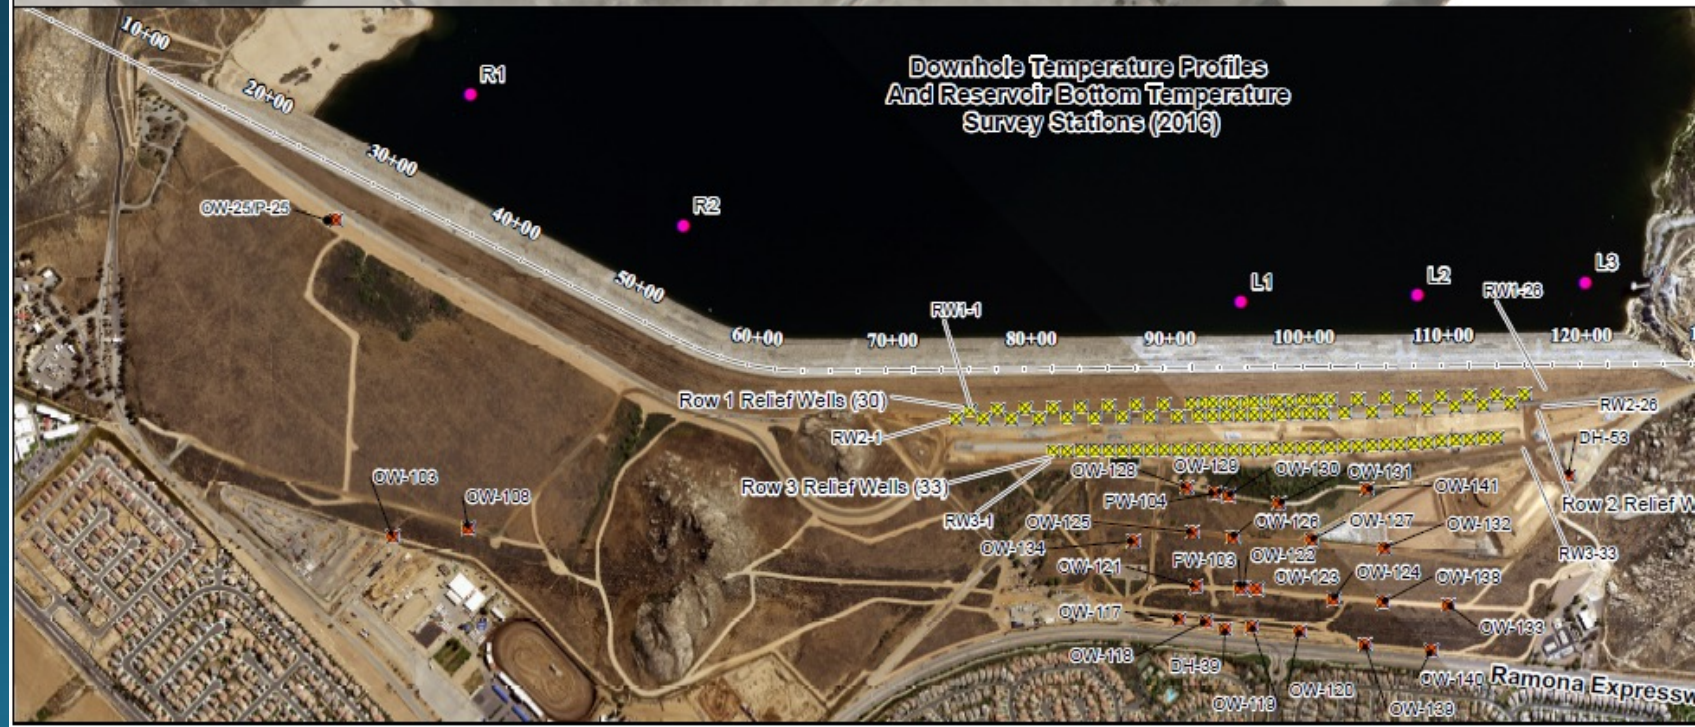 10+00
R1
Downhole Temperature Profiles
And Reservoir Bottom Temperature
Survey Stations (2016)
20+00
30+00
OW-25/P-25
R2
40+00
50+00
L1
L2
L3
RW1-1
RW1-26
60+00
70+00
80+00
90+00
100+00
110+00
120+00
Row 1 Relief Wells (30)
RW2-26
RW2-1
DH-53
OW-128
OW-129
OW-130
OW-131
OW-103
OW-108
Row 3 Relief Wells (33)
PW-104
OW-141
Row 2 Relief W
RW3-1
OW-125
OW-126
OW-127
OW-132
OW-134
PW-103
OW-122
RW3-33
OW-121
OW-123
OW-124
OW-138
OW-117
OW-133
OW-118
DH-39
OW-140
Ramona Expressw
OW-119
OW-120
OW-139